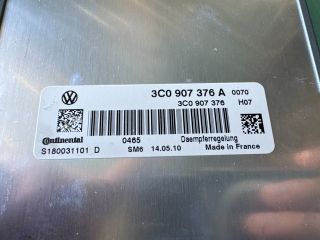 3C0 907 376 A 0070
3C0 907 376 H07
Continental 0465 Daempferregelung
S180031101 D SM6 14.05.10 Made in France